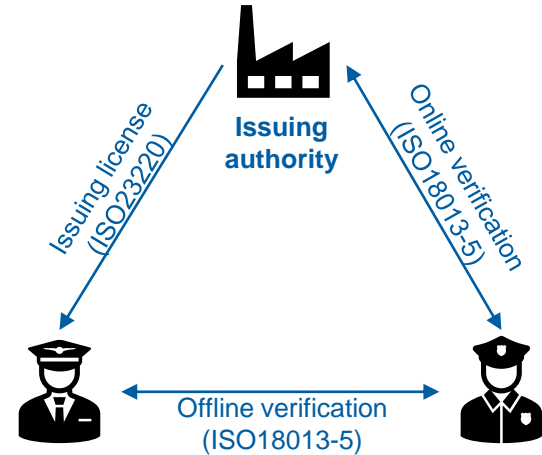 Issuing
authority
Issuing license
(ISO23220)
Online verification
(ISO18013-5)
Offline verification
(ISO18013-5)